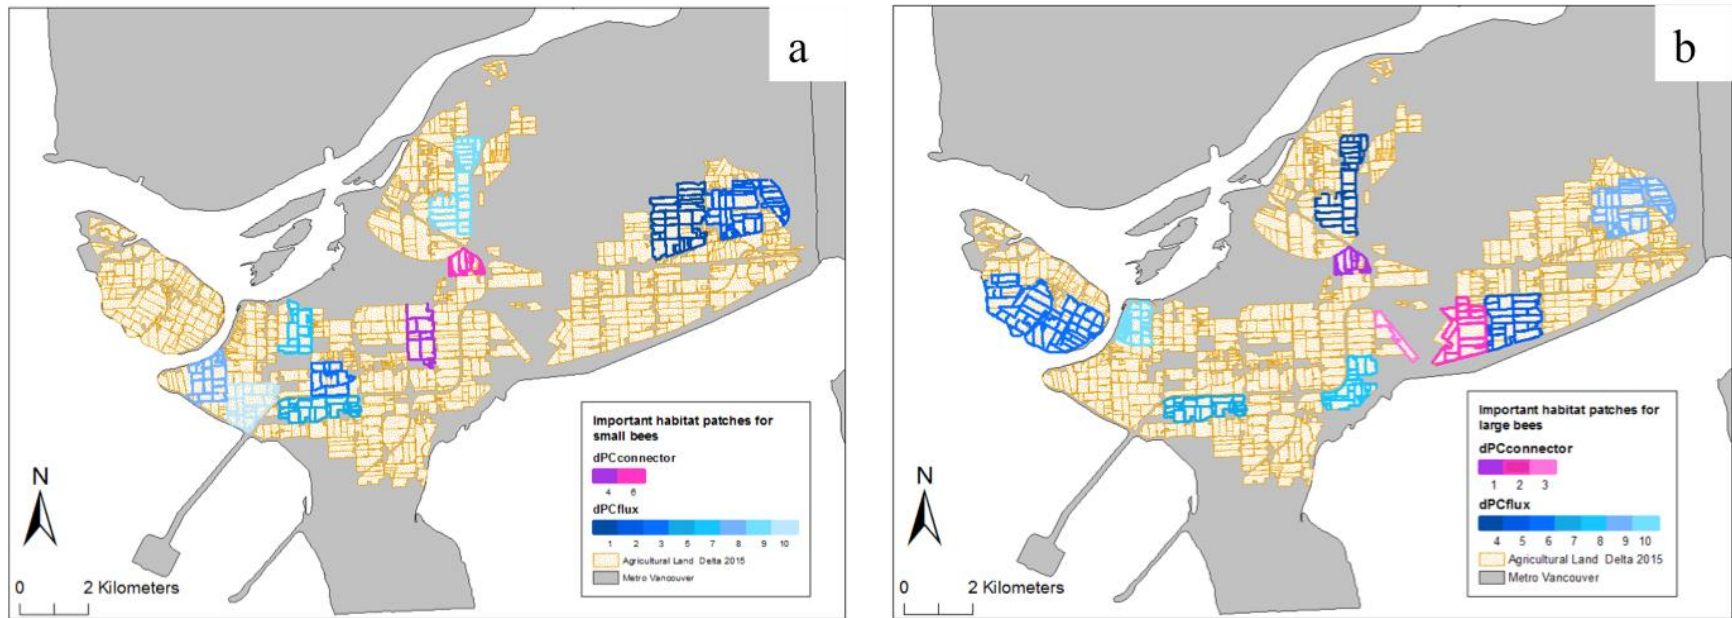 a
Important habitat patches for
small bees
dPCconnector
4 6
dPCflux
1 2 3 5 7 8 9 10
Agricultural Land Delta 2015
Metro Vancouver
N
0 2 Kilometers
b
Important habitat patches for
large bees
dPCconnector
1 2 3
dPCflux
4 5 6 7 8 9 10
Agricultural Land Delta 2015
Metro Vancouver
N
0 2 Kilometers